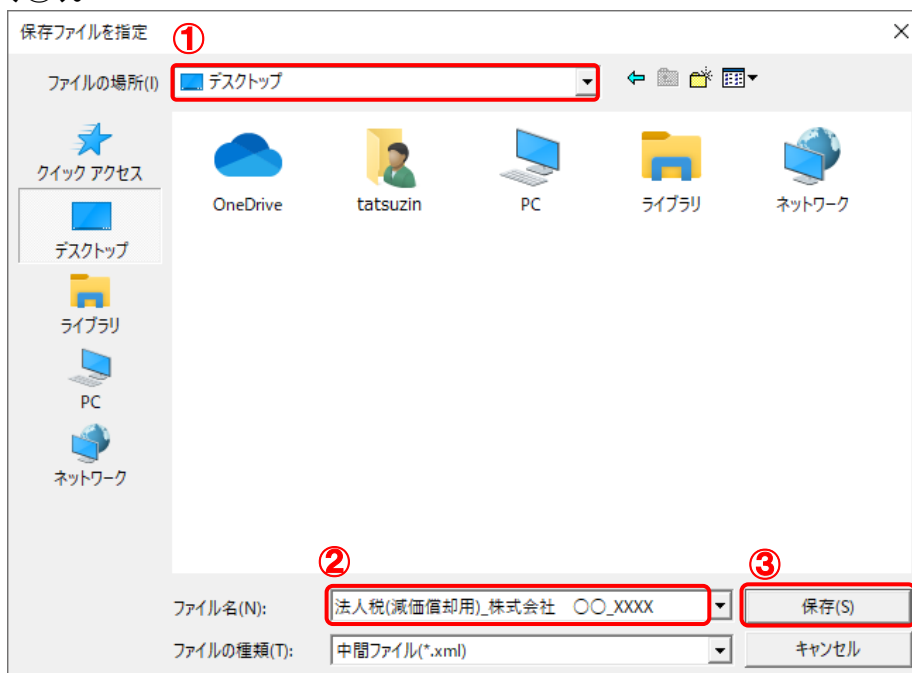 保存ファイルを指定
①
ファイルの場所(I)
デスクトップ
クイック アクセス
デスクトップ
ライブラリ
PC
ネットワーク
OneDrive
tatsuzin
PC
ライブラリ
ネットワーク
②
③
ファイル名(N):
法人税(減価償却用)_株式会社　○○_XXXX
保存(S)
ファイルの種類(T):
中間ファイル(*.xml)
キャンセル